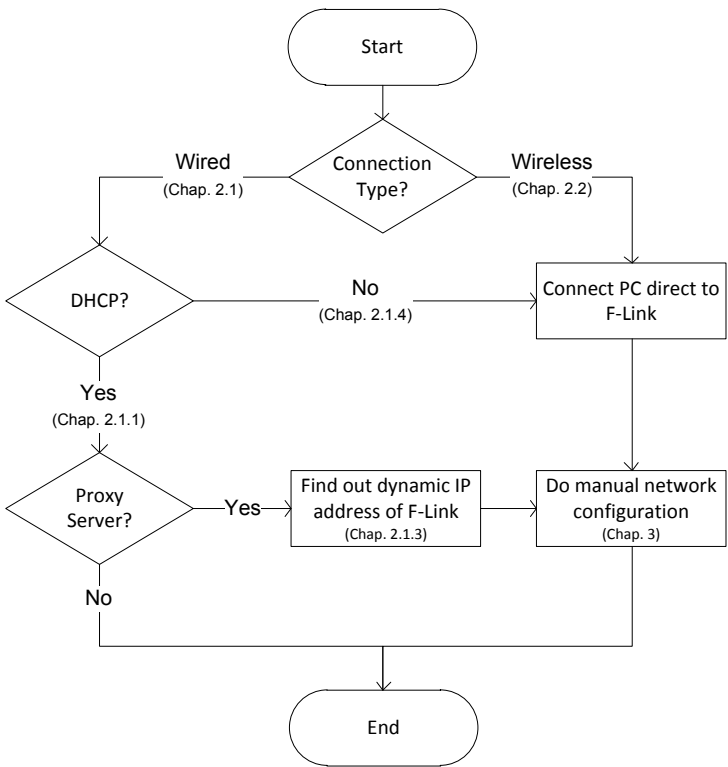 Start
Connection
Type?
Wired
(Chap. 2.1)
Wireless
(Chap. 2.2)
DHCP?
No
(Chap. 2.1.4)
Connect PC direct to
F-Link
Yes
(Chap. 2.1.1)
Proxy
Server?
Yes
Find out dynamic IP
address of F-Link
(Chap. 2.1.3)
Do manual network
configuration
(Chap. 3)
No
End